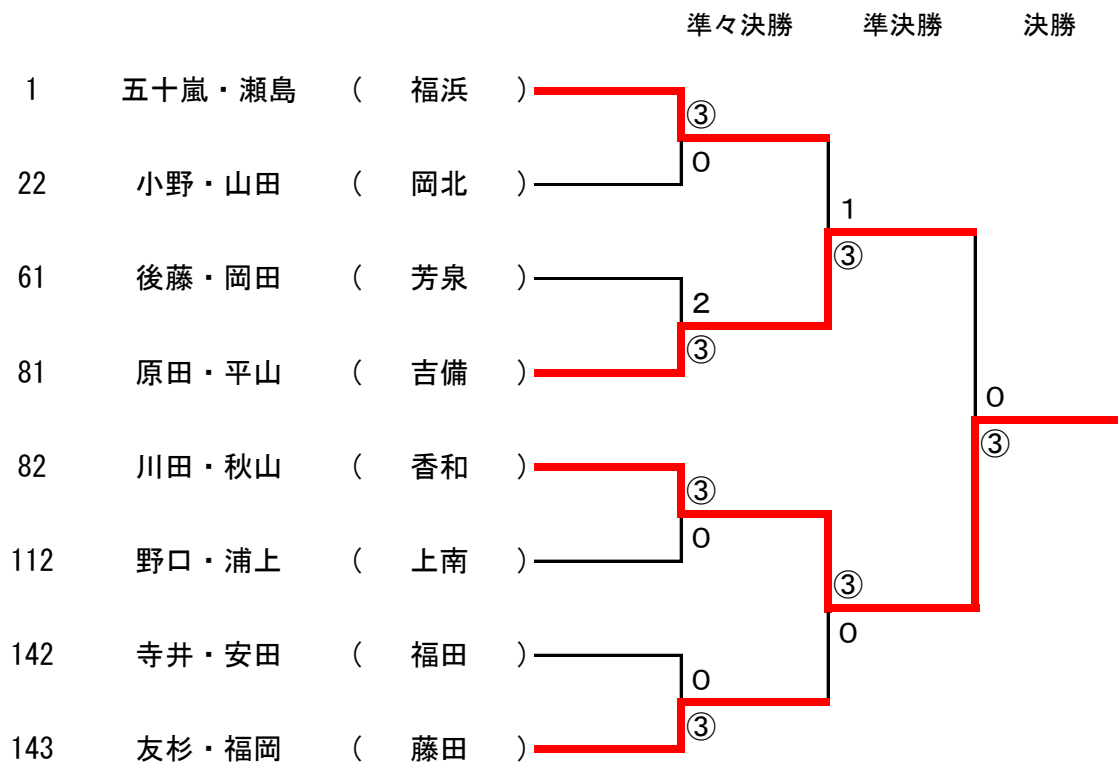 準々決勝 準決勝 決勝
1 五十嵐・瀬島 ( 福浜 )
③
0
22 小野・山田 ( 岡北 )
1
③
61 後藤・岡田 ( 芳泉 )
2
③
81 原田・平山 ( 吉備 )
0
③
82 川田・秋山 ( 香和 )
③
0
112 野口・浦上 ( 上南 )
③
0
142 寺井・安田 ( 福田 )
0
③
143 友杉・福岡 ( 藤田 )